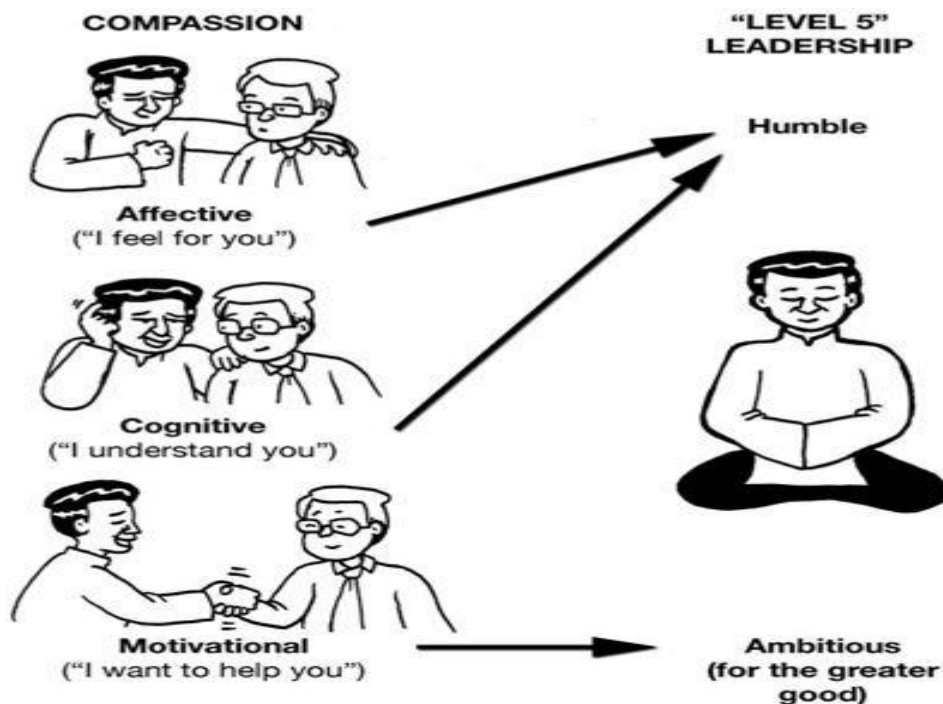 COMPASSION
Affective
("I feel for you")
Cognitive
("I understand you")
Motivational
("I want to help you")
"LEVEL 5"
LEADERSHIP
Humble
Ambitious
(for the greater
good)